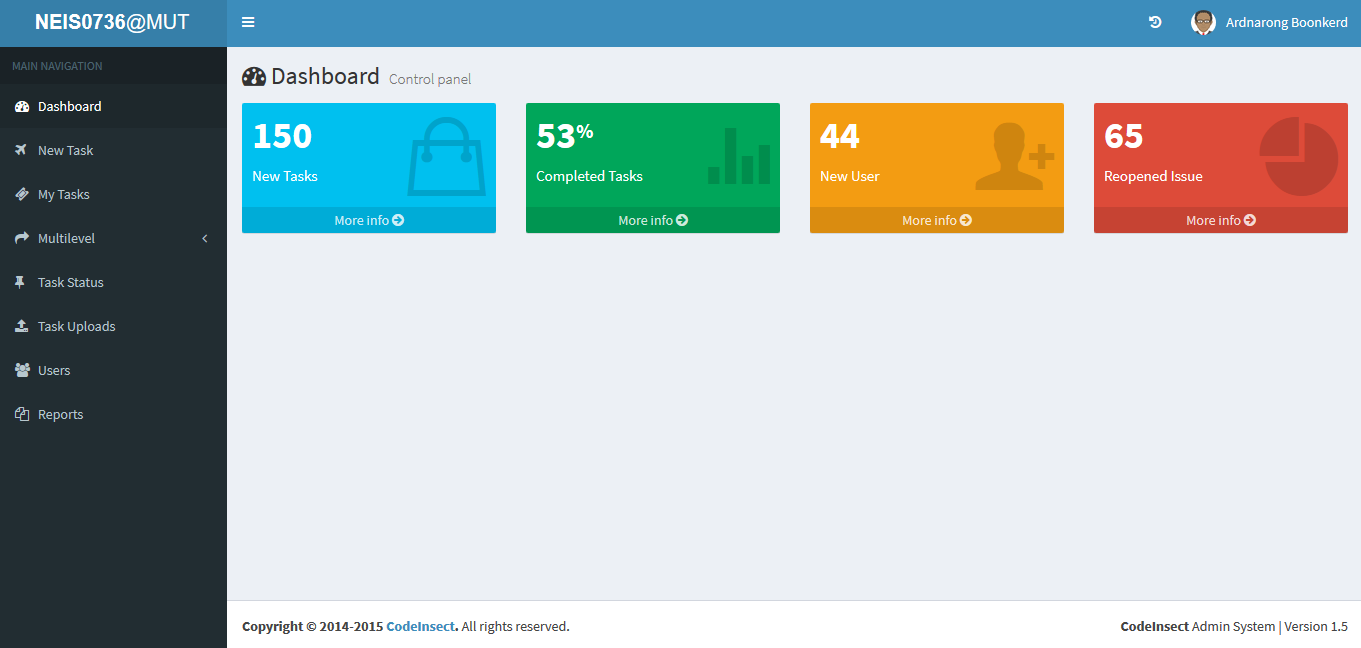 NEIS0736@MUT
Ardnarong Boonkerd
MAIN NAVIGATION
Dashboard
New Task
My Tasks
Multilevel
Task Status
Task Uploads
Users
Reports
Dashboard Control panel
150
New Tasks
More info
53%
Completed Tasks
More info
44
New User
More info
65
Reopened Issue
More info
Copyright © 2014-2015 CodeInsect. All rights reserved.
CodeInsect Admin System | Version 1.5